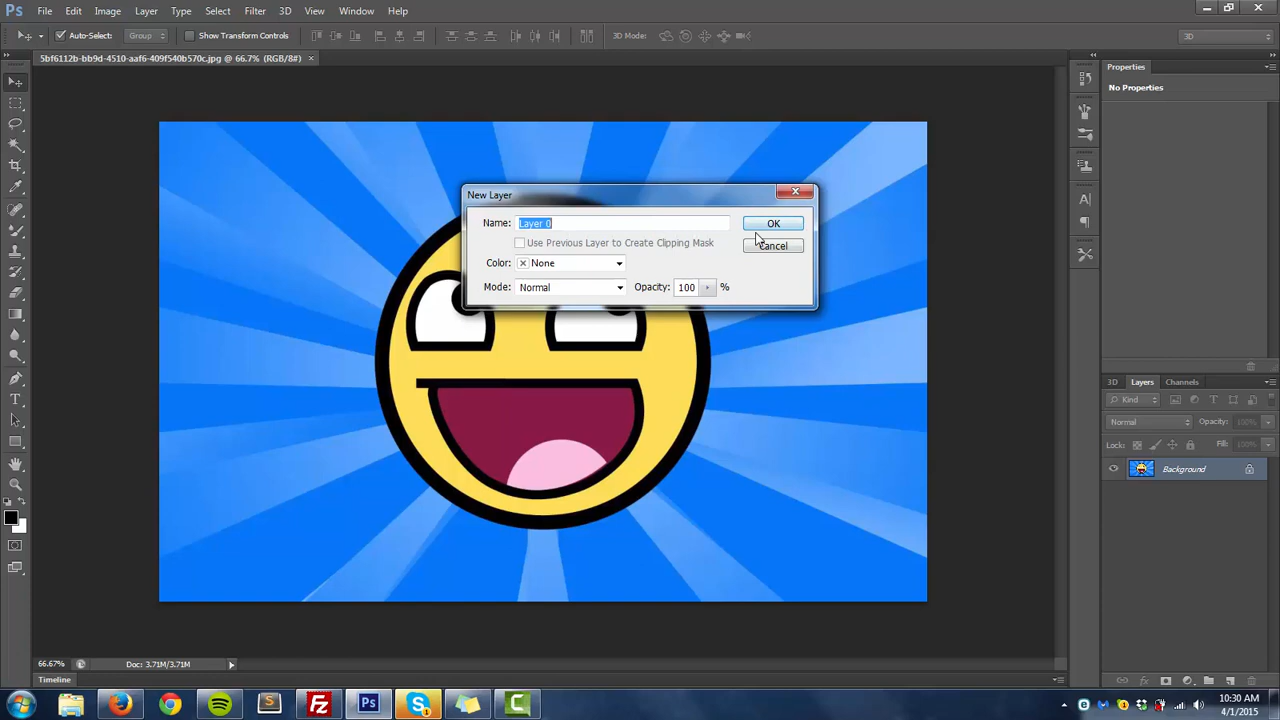 Ps File Edit Image Layer Type Select Filter 3D View Window Help
Auto-Select: Group Show Transform Controls 3D Mode: 3D
5bf6112b-bb9d-4510-aaf6-409f540b570c.jpg @ 66.7% (RGB/8#) ×
Properties
No Properties
New Layer
Name: Layer 0 OK
Use Previous Layer to Create Clipping Mask Cancel
Color: None
Mode: Normal Opacity: 100 %
3D Layers Channels
Kind
Normal Opacity: 100%
Lock: Fill: 100%
Background
66.67% Doc: 3.71M/3.71M
Timeline
10:30 AM
4/1/2015